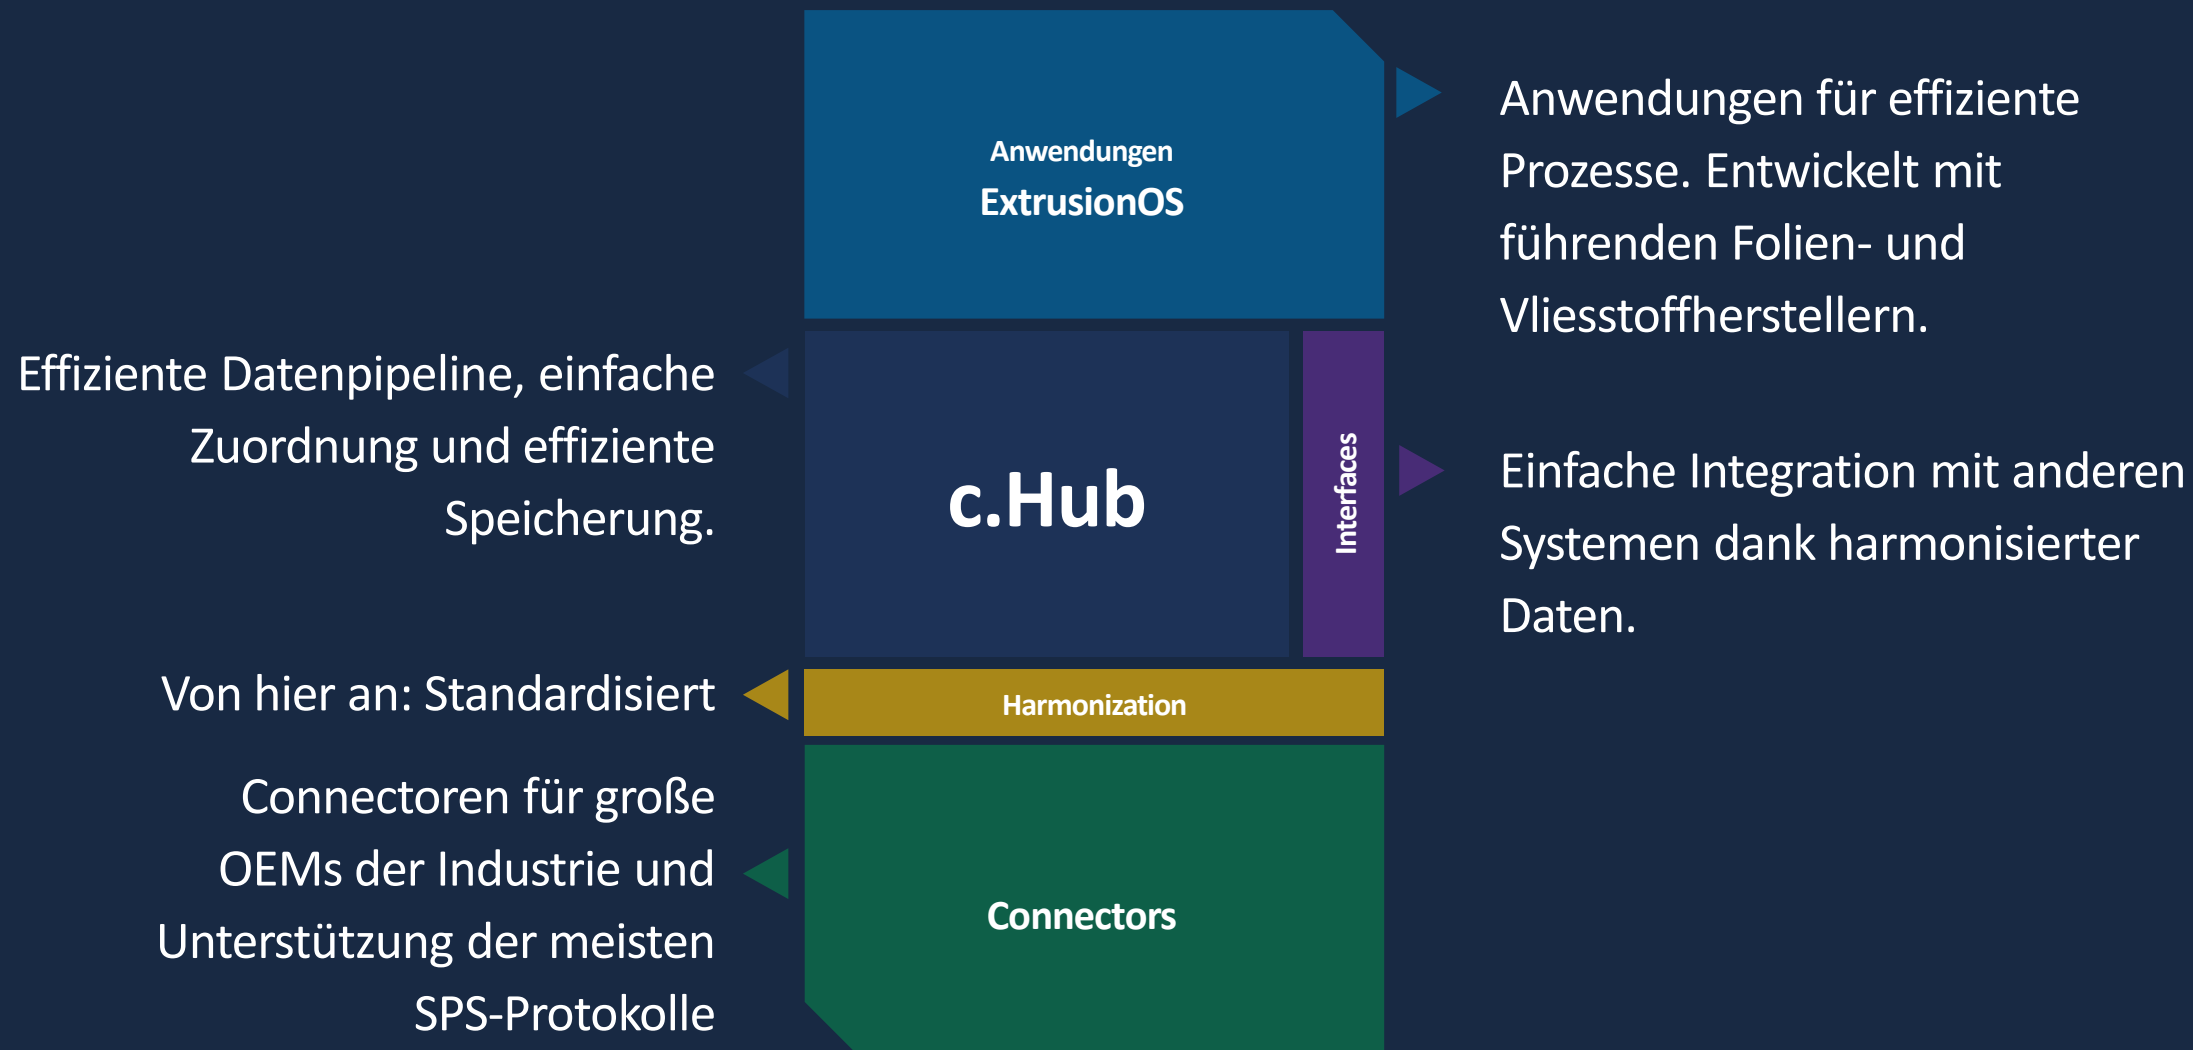 Anwendungen
ExtrusionOS
Anwendungen für effiziente
Prozesse. Entwickelt mit
führenden Folien- und
Vliesstoffherstellern.
Effiziente Datenpipeline, einfache
Zuordnung und effiziente
Speicherung.
c.Hub
Interfaces
Einfache Integration mit anderen
Systemen dank harmonisierter
Daten.
Von hier an: Standardisiert
Harmonization
Connectoren für große
OEMs der Industrie und
Unterstützung der meisten
SPS-Protokolle
Connectors